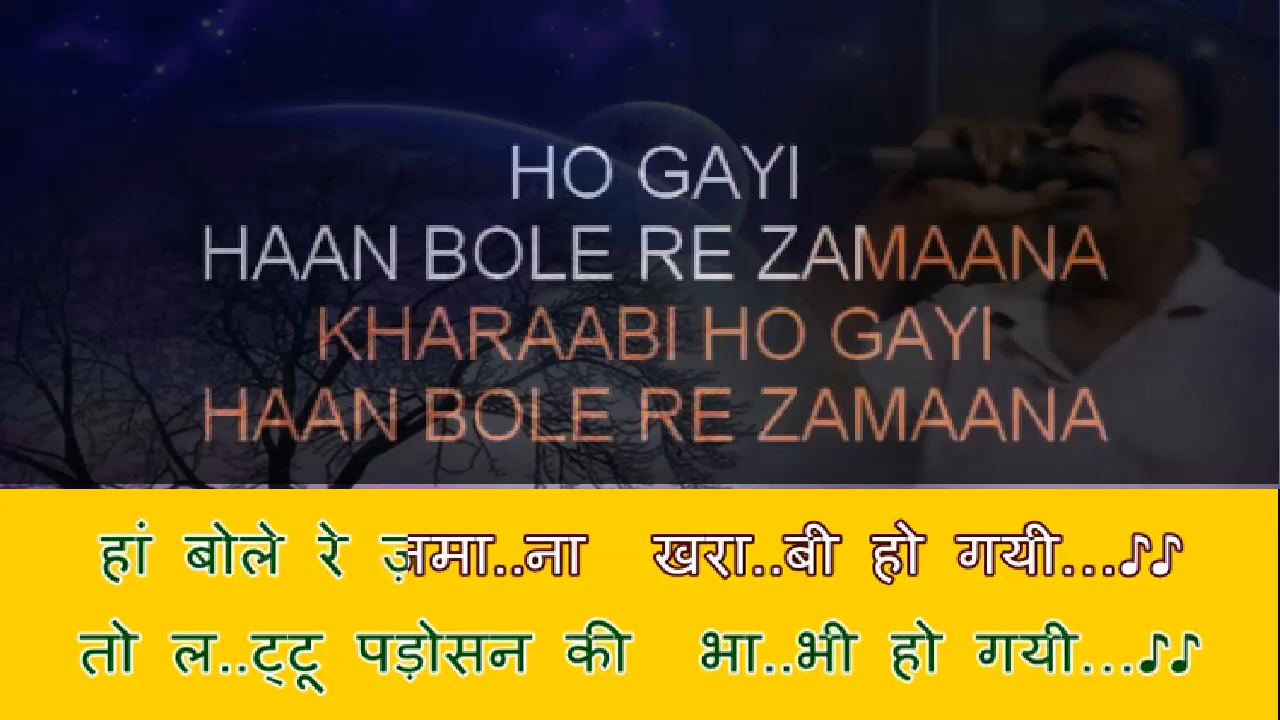 HO GAYI
HAAN BOLE RE ZAMAANA
KHARAABI HO GAYI
HAAN BOLE RE ZAMAANA
हां बोले रे ज़मा..ना खरा..बी हो गयी...♪♪
तो ल..ट्टू पड़ोसन की भा..भी हो गयी...♪♪